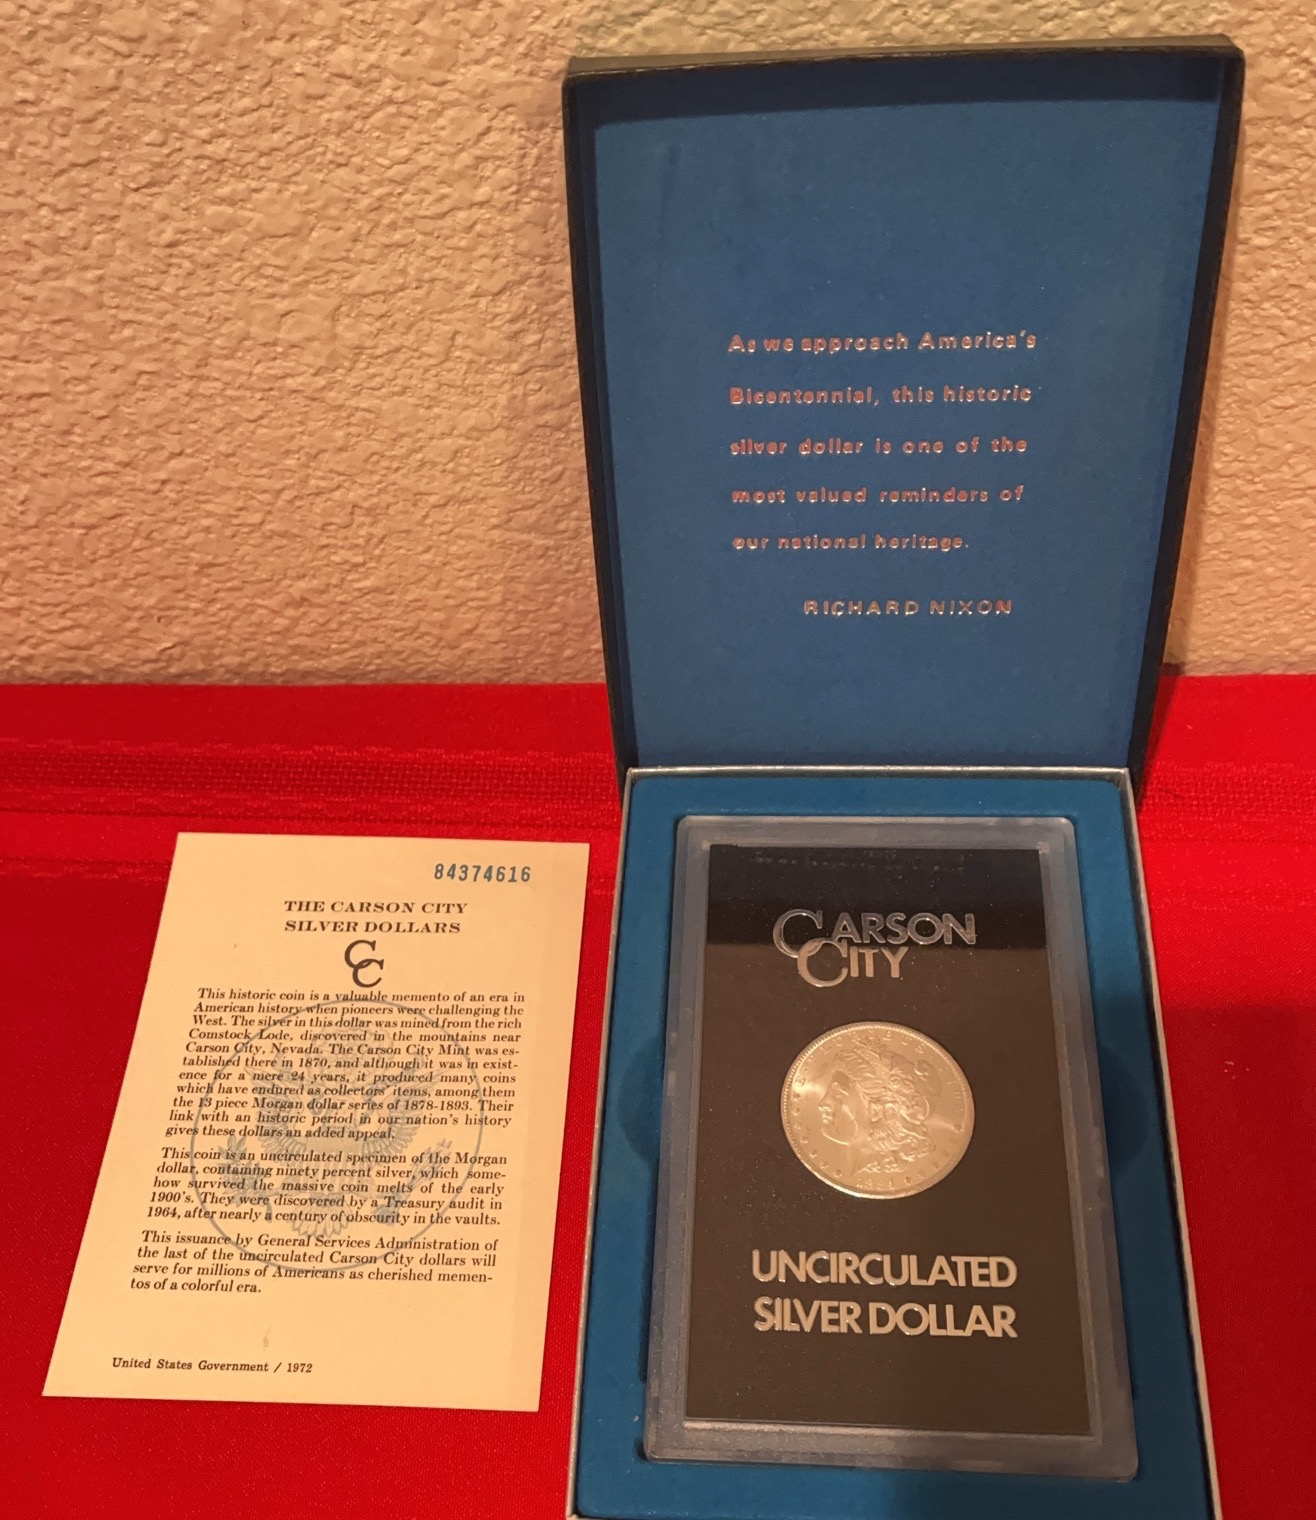 As we approach America's
Bicentennial, this historic
silver dollar is one of the
most valued reminders of
our national heritage.
RICHARD NIXON
84374616
THE CARSON CITY
SILVER DOLLARS
CC
This historic coin is a valuable memento of an era in
American history when pioneers were challenging the
West. The silver in this dollar was mined from the rich
Comstock Lode, discovered in the mountains near
Carson City, Nevada. The Carson City Mint was es-
tablished there in 1870, and although it was in exist-
ence for a mere 24 years, it produced many coins
which have endured as collectors' items, among them
the 13 piece Morgan dollar series of 1878-1893. Their
link with an historic period in our nation's history
gives these dollars an added appeal.
This coin is an uncirculated specimen of the Morgan
dollar, containing ninety percent silver, which some-
how survived the massive coin melts of the early
1900's. They were discovered by a Treasury audit in
1964, after nearly a century of obscurity in the vaults.
This issuance by General Services Administration of
the last of the uncirculated Carson City dollars will
serve for millions of Americans as cherished memen-
tos of a colorful era.
United States Government / 1972
CARSON
CITY
UNCIRCULATED
SILVER DOLLAR